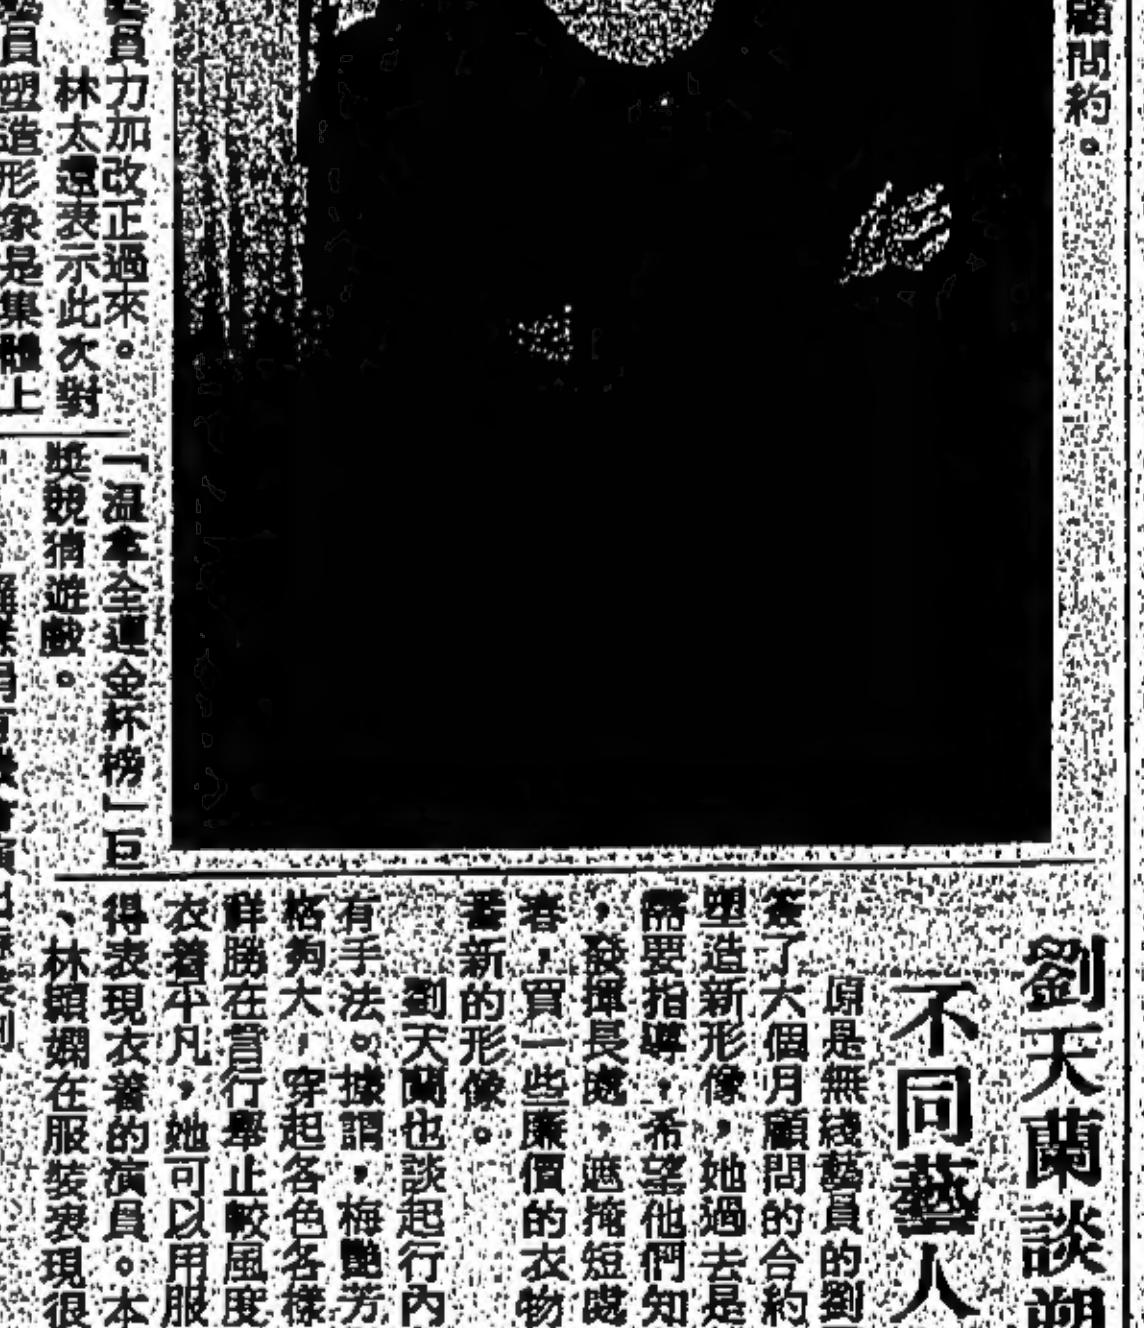 顧問約。
員力加改正過來。
林太還表示此次對
員塑造形象是集體上
「溫拿全運金杯榜」巨
獎競猜遊戲。
劉天蘭談塑
不同藝人
原是無綫藝員的劉
簽了六個月顧問的合約
塑造新形像,她過去是
需要指導,希望他們知
,發揮長處,遮掩短處
春,買一些廉價的衣物
新的形像。
劉天蘭也談起行內
有手法。據謂,梅艷芳
格夠大,穿起各色各樣
祥勝在言行舉止較風度
衣着平凡,她可以用服
得表現衣着的演員。本
、林顯嫻在服裝表現很